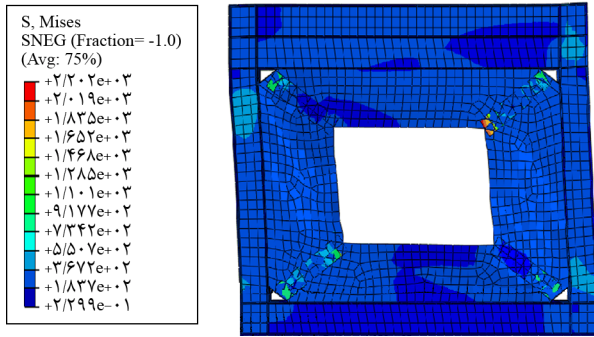 S, Mises
SNEG (Fraction= -1.0)
(Avg: 75%)
+۲/۲۰۲e+۰۳
+۲/۰۱۹e+۰۳
+۱/۸۳۵e+۰۳
+۱/۶۵۲e+۰۳
+۱/۴۶۸e+۰۳
+۱/۲۸۵e+۰۳
+۱/۱۰۱e+۰۳
+۹/۱۷۷e+۰۲
+۷/۳۴۲e+۰۲
+۵/۵۰۷e+۰۲
+۳/۶۷۲e+۰۲
+۱/۸۳۷e+۰۲
+۲/۲۹۹e-۰۱